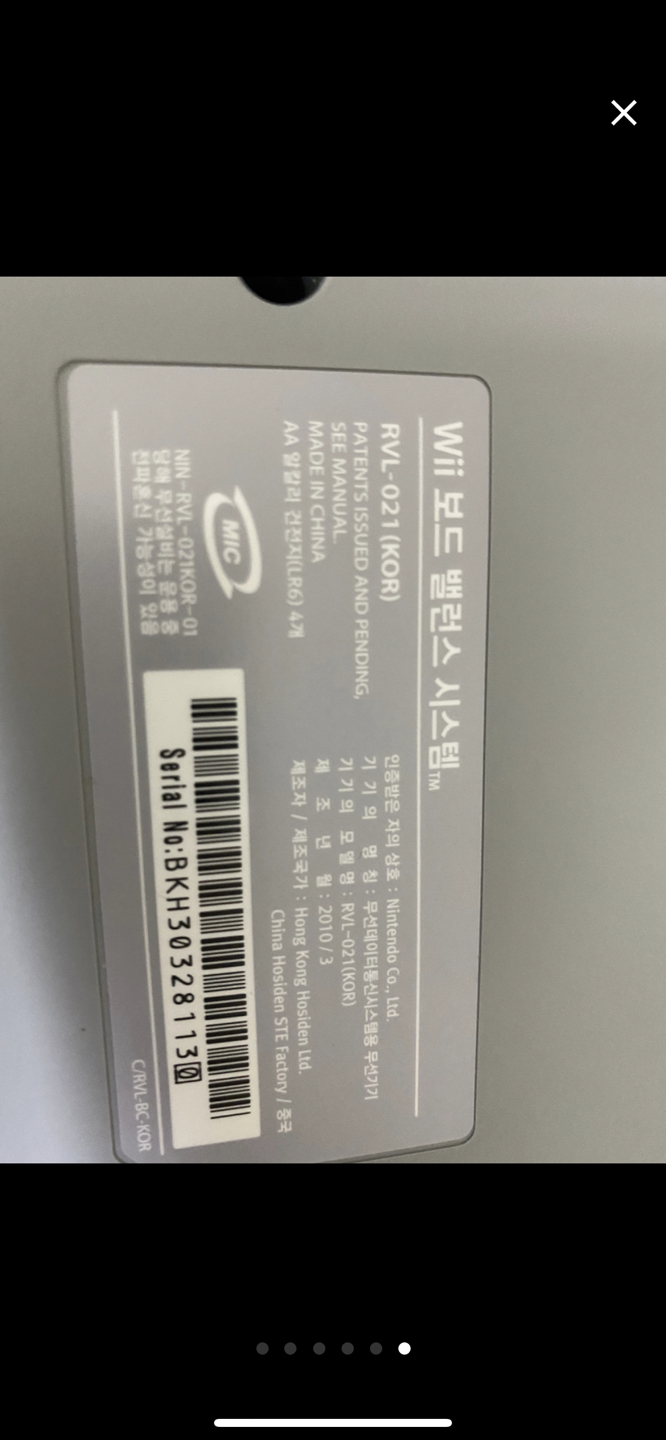 Wii 보드 밸런스 시스템™
RVL-021(KOR)
PATENTS ISSUED AND PENDING,
SEE MANUAL.
MADE IN CHINA
AA 알칼리 건전지(LR6) 4개
MIC
NIN-RVL-021KOR-01
당해 무선설비는 운용 중
전파혼신 가능성이 있음
인증받은 자의 상호 : Nintendo Co., Ltd.
기 기 의 명 칭 : 무선데이터통신시스템용 무선기기
기 기 의 모 델 명 : RVL-021(KOR)
제 조 년 월 : 2010 / 3
제조자 / 제조국가 : Hong Kong Hosiden Ltd.
China Hosiden STE Factory / 중국
Serial No:BKH303281130
C/RVL-BC-KOR